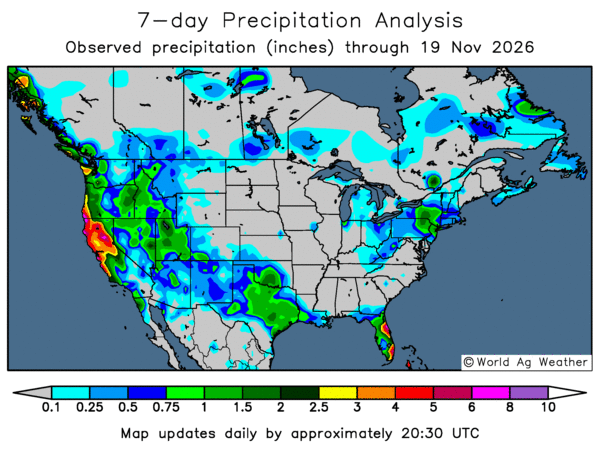 7-day Precipitation Analysis
Observed precipitation (inches) through 19 Nov 2026
© World Ag Weather
0.1 0.25 0.5 0.75 1 1.5 2 2.5 3 4 5 6 8 10
Map updates daily by approximately 20:30 UTC